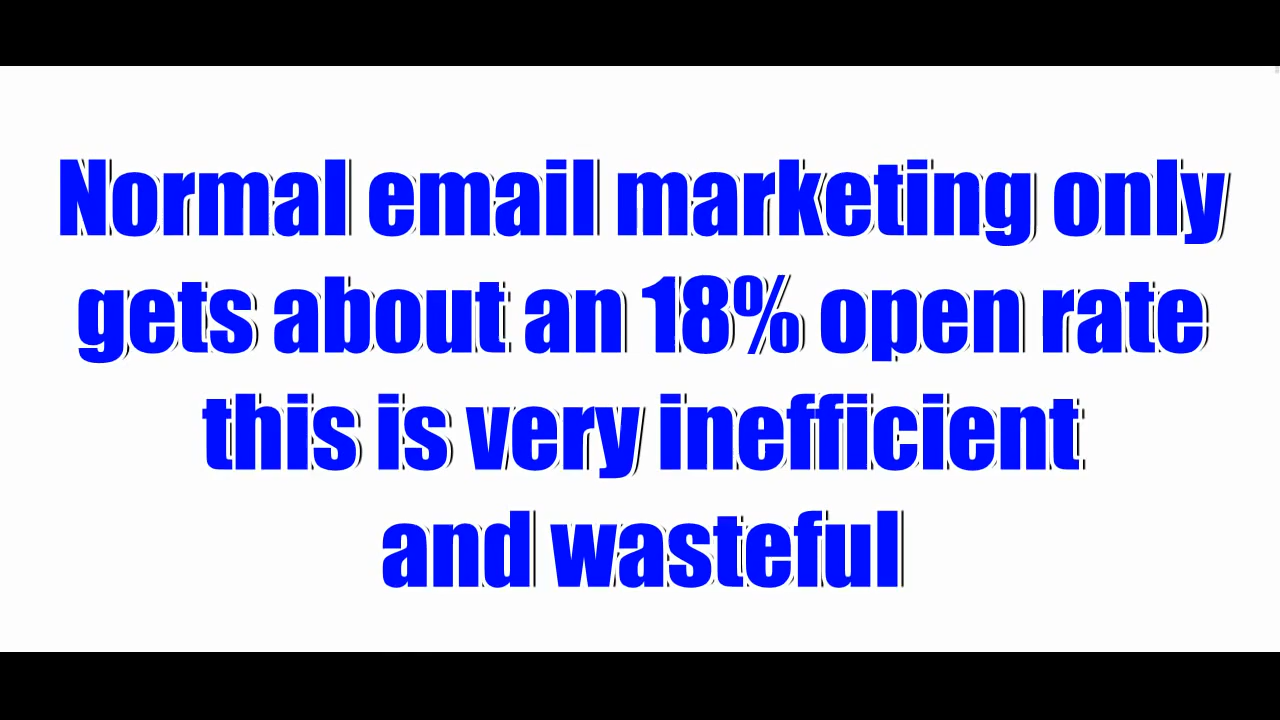 Normal email marketing only
gets about an 18% open rate
this is very inefficient
and wasteful